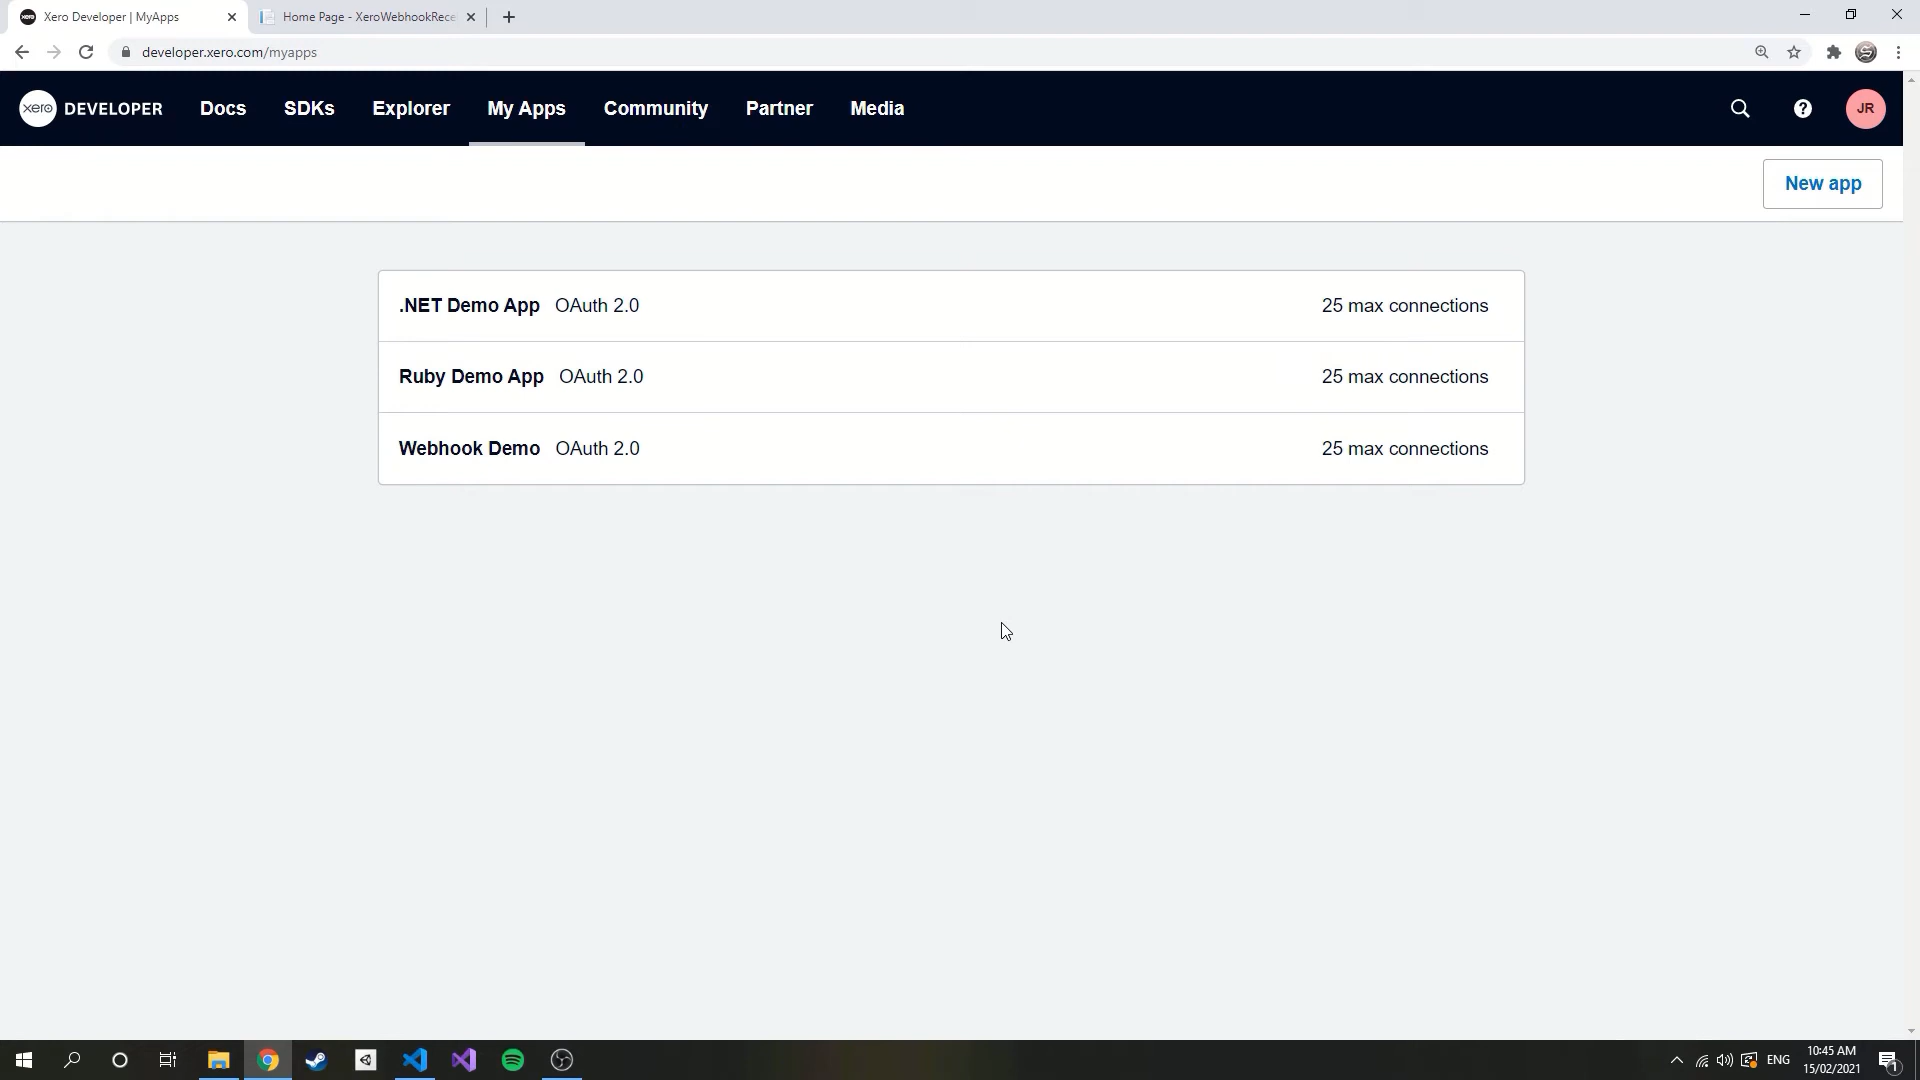 Xero Developer | MyApps
Home Page - XeroWebhookRece
developer.xero.com/myapps
xero DEVELOPER Docs SDKs Explorer My Apps Community Partner Media JR
New app
.NET Demo App OAuth 2.0 25 max connections
Ruby Demo App OAuth 2.0 25 max connections
Webhook Demo OAuth 2.0 25 max connections
ENG
10:45 AM
15/02/2021
1